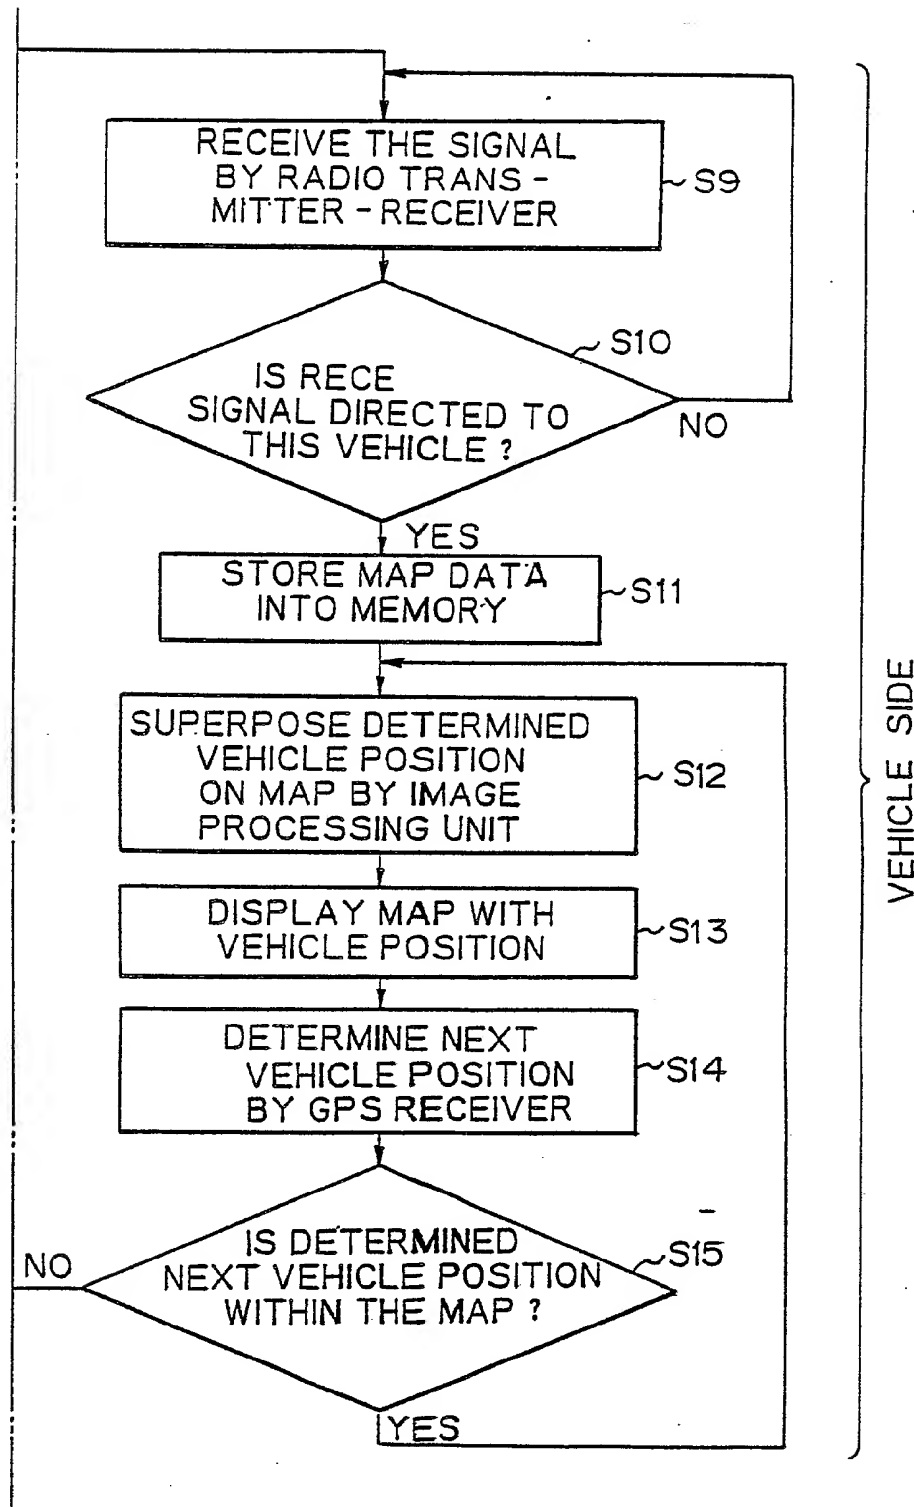 RECEIVE THE SIGNAL
BY RADIO TRANS -
MITTER - RECEIVER
S9
S10
IS RECE
SIGNAL DIRECTED TO
THIS VEHICLE ?
NO
YES
STORE MAP DATA
INTO MEMORY
S11
SUPERPOSE DETERMINED
VEHICLE POSITION
ON MAP BY IMAGE
PROCESSING UNIT
S12
DISPLAY MAP WITH
VEHICLE POSITION
S13
DETERMINE NEXT
VEHICLE POSITION
BY GPS RECEIVER
S14
IS DETERMINED
NEXT VEHICLE POSITION
WITHIN THE MAP ?
S15
NO
YES
VEHICLE SIDE